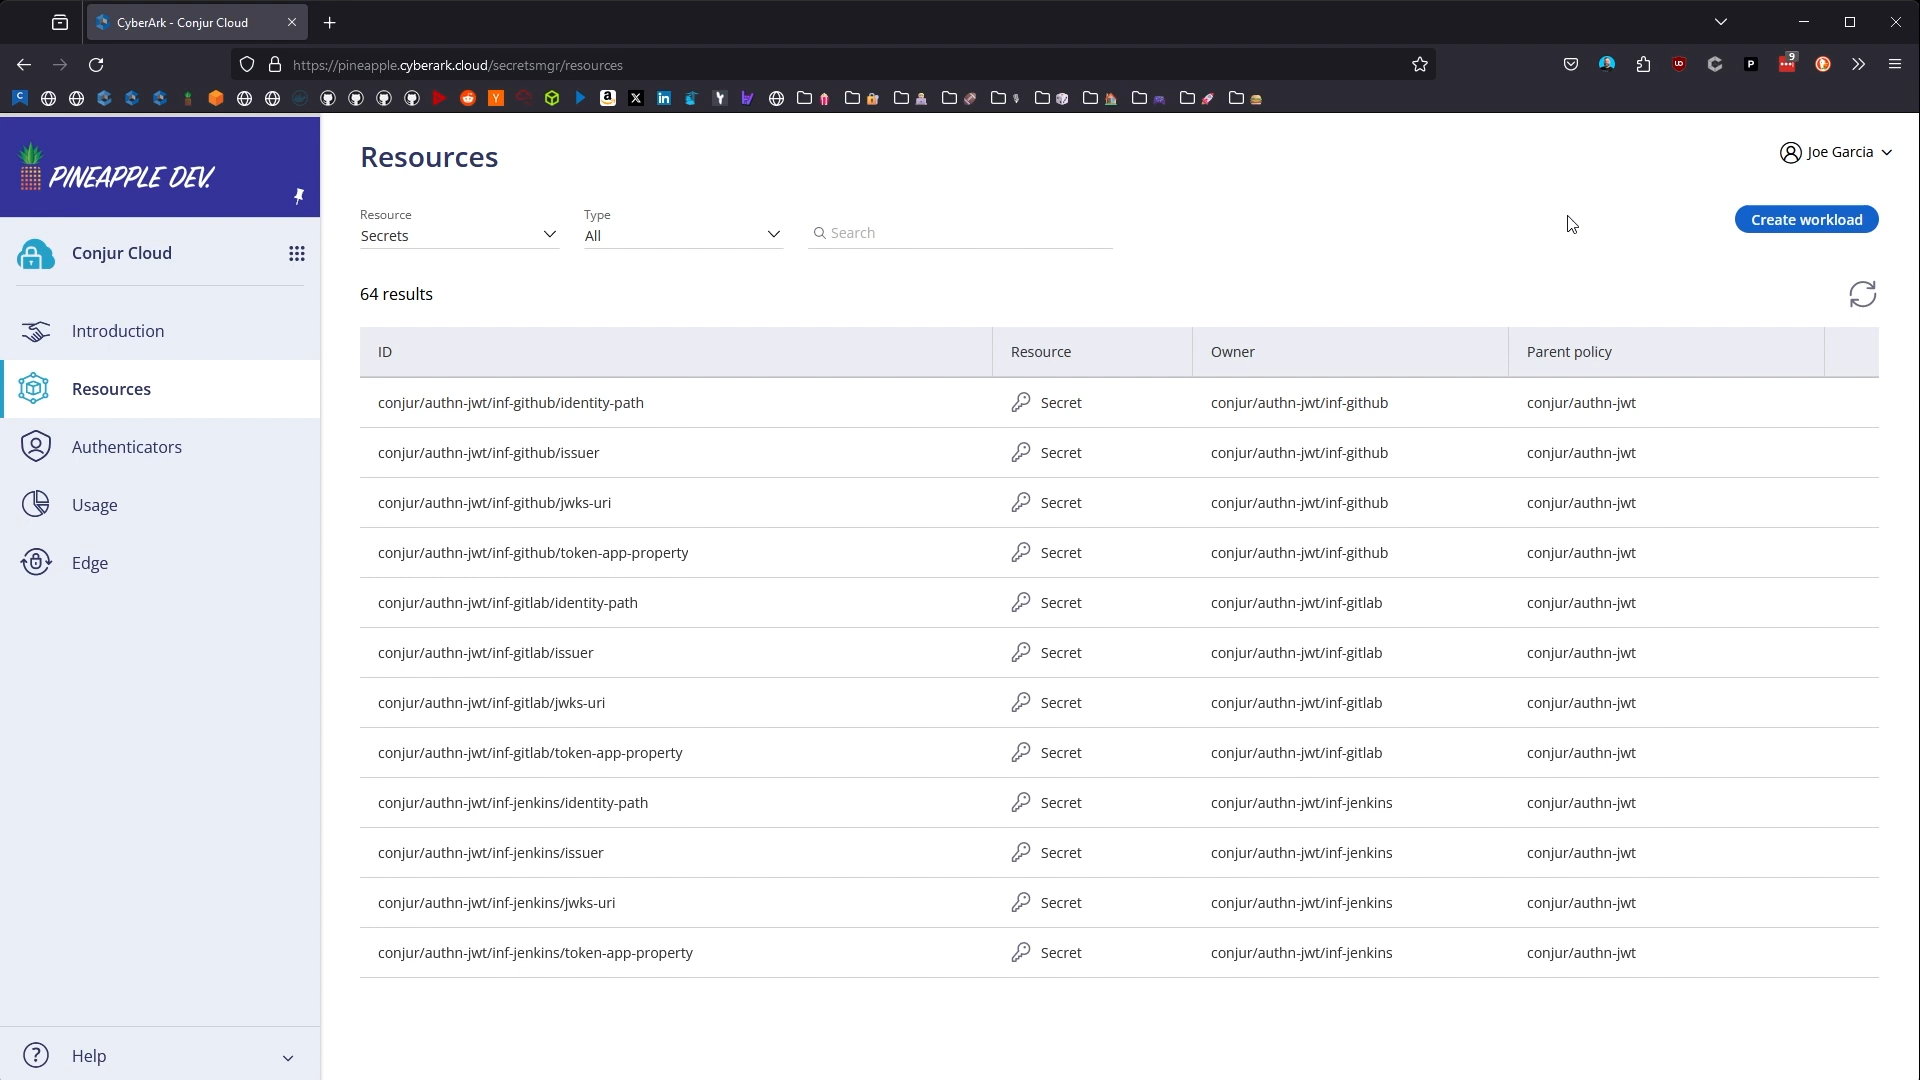 CyberArk - Conjur Cloud
https://pineapple.cyberark.cloud/secretsmgr/resources
9
PINEAPPLE DEV.
Conjur Cloud
Introduction
Resources
Authenticators
Usage
Edge
Help
Resources
Joe Garcia
Resource
Secrets
Type
All
Search
Create workload
64 results
ID Resource Owner Parent policy
conjur/authn-jwt/inf-github/identity-path Secret conjur/authn-jwt/inf-github conjur/authn-jwt
conjur/authn-jwt/inf-github/issuer Secret conjur/authn-jwt/inf-github conjur/authn-jwt
conjur/authn-jwt/inf-github/jwks-uri Secret conjur/authn-jwt/inf-github conjur/authn-jwt
conjur/authn-jwt/inf-github/token-app-property Secret conjur/authn-jwt/inf-github conjur/authn-jwt
conjur/authn-jwt/inf-gitlab/identity-path Secret conjur/authn-jwt/inf-gitlab conjur/authn-jwt
conjur/authn-jwt/inf-gitlab/issuer Secret conjur/authn-jwt/inf-gitlab conjur/authn-jwt
conjur/authn-jwt/inf-gitlab/jwks-uri Secret conjur/authn-jwt/inf-gitlab conjur/authn-jwt
conjur/authn-jwt/inf-gitlab/token-app-property Secret conjur/authn-jwt/inf-gitlab conjur/authn-jwt
conjur/authn-jwt/inf-jenkins/identity-path Secret conjur/authn-jwt/inf-jenkins conjur/authn-jwt
conjur/authn-jwt/inf-jenkins/issuer Secret conjur/authn-jwt/inf-jenkins conjur/authn-jwt
conjur/authn-jwt/inf-jenkins/jwks-uri Secret conjur/authn-jwt/inf-jenkins conjur/authn-jwt
conjur/authn-jwt/inf-jenkins/token-app-property Secret conjur/authn-jwt/inf-jenkins conjur/authn-jwt